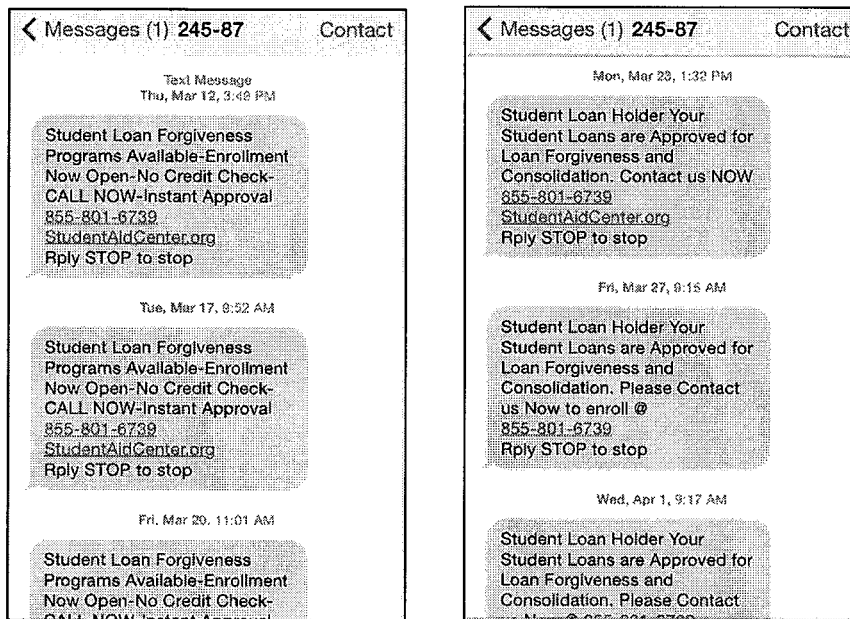 Messages (1) 245-87 Contact
Text Message
Thu, Mar 12, 3:49 PM
Student Loan Forgiveness
Programs Available-Enrollment
Now Open-No Credit Check-
CALL NOW-Instant Approval
855-801-6739
StudentAidCenter.org
Rply STOP to stop
Tue, Mar 17, 9:52 AM
Student Loan Forgiveness
Programs Available-Enrollment
Now Open-No Credit Check-
CALL NOW-Instant Approval
855-801-6739
StudentAidCenter.org
Rply STOP to stop
Fri, Mar 20, 11:01 AM
Student Loan Forgiveness
Programs Available-Enrollment
Now Open-No Credit Check-
CALL NOW-Instant Approval
Messages (1) 245-87 Contact
Mon, Mar 23, 1:32 PM
Student Loan Holder Your
Student Loans are Approved for
Loan Forgiveness and
Consolidation. Contact us NOW
855-801-6739
StudentAidCenter.org
Rply STOP to stop
Fri, Mar 27, 9:15 AM
Student Loan Holder Your
Student Loans are Approved for
Loan Forgiveness and
Consolidation. Please Contact
us Now to enroll @
855-801-6739
Rply STOP to stop
Wed, Apr 1, 9:17 AM
Student Loan Holder Your
Student Loans are Approved for
Loan Forgiveness and
Consolidation. Please Contact